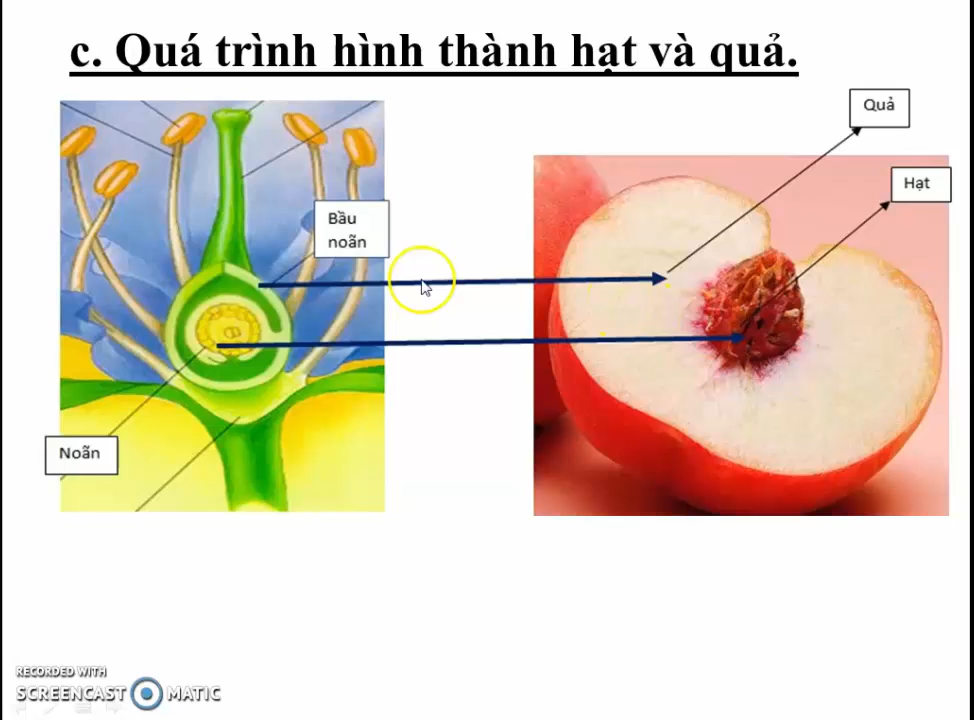 c. Quá trình hình thành hạt và quả.
Quả
Hạt
Bầu
noãn
Noãn
RECORDED WITH
SCREENCAST MATIC